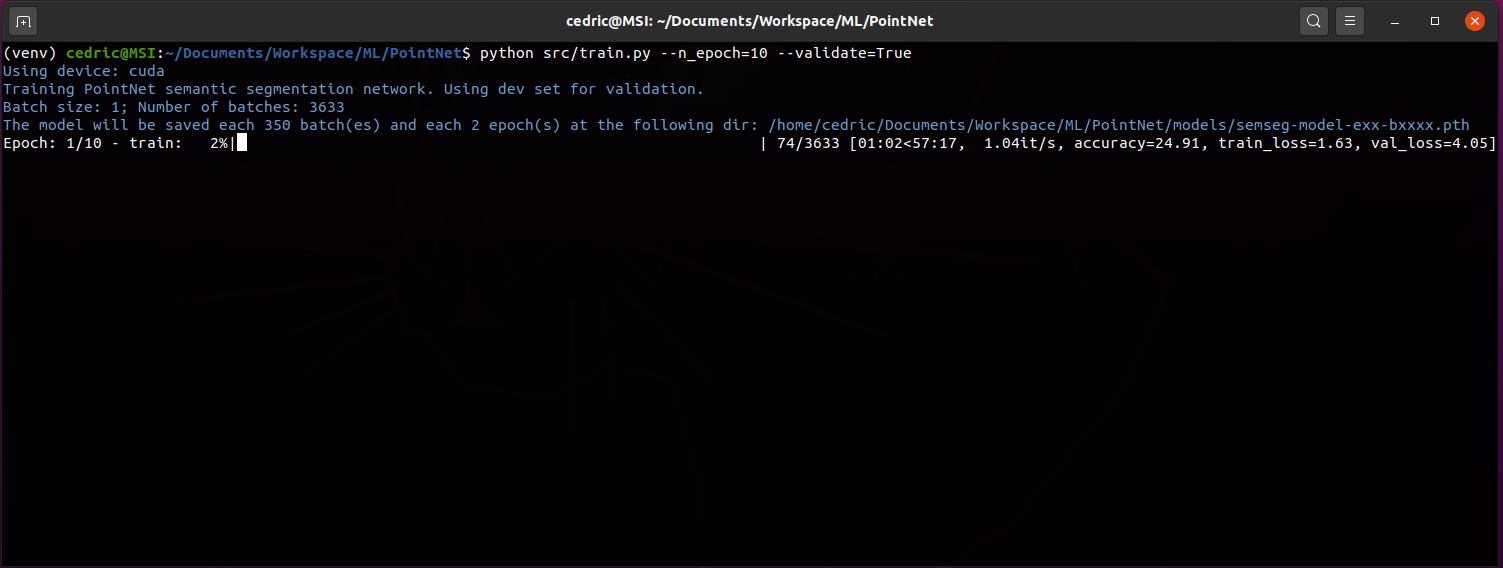 cedric@MSI: ~/Documents/Workspace/ML/PointNet
(venv) cedric@MSI:~/Documents/Workspace/ML/PointNet$ python src/train.py --n_epoch=10 --validate=True
Using device: cuda
Training PointNet semantic segmentation network. Using dev set for validation.
Batch size: 1; Number of batches: 3633
The model will be saved each 350 batch(es) and each 2 epoch(s) at the following dir: /home/cedric/Documents/Workspace/ML/PointNet/models/semseg-model-exx-bxxxx.pth
Epoch: 1/10 - train:   2%|█                                                         | 74/3633 [01:02<57:17,  1.04it/s, accuracy=24.91, train_loss=1.63, val_loss=4.05]